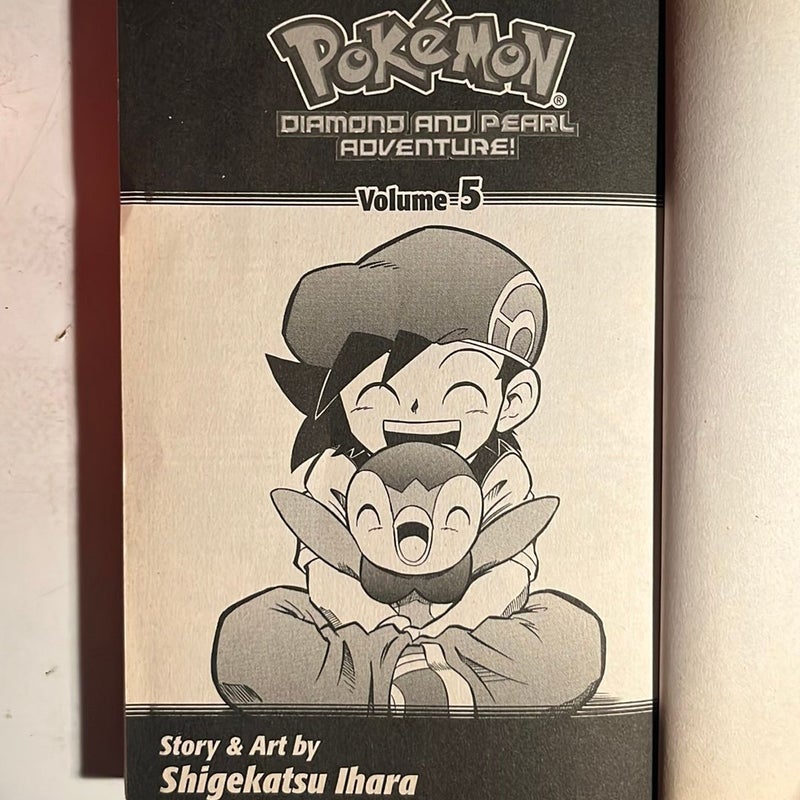 POKéMON®
DIAMOND AND PEARL
ADVENTURE!
Volume 5
Story & Art by
Shigekatsu Ihara